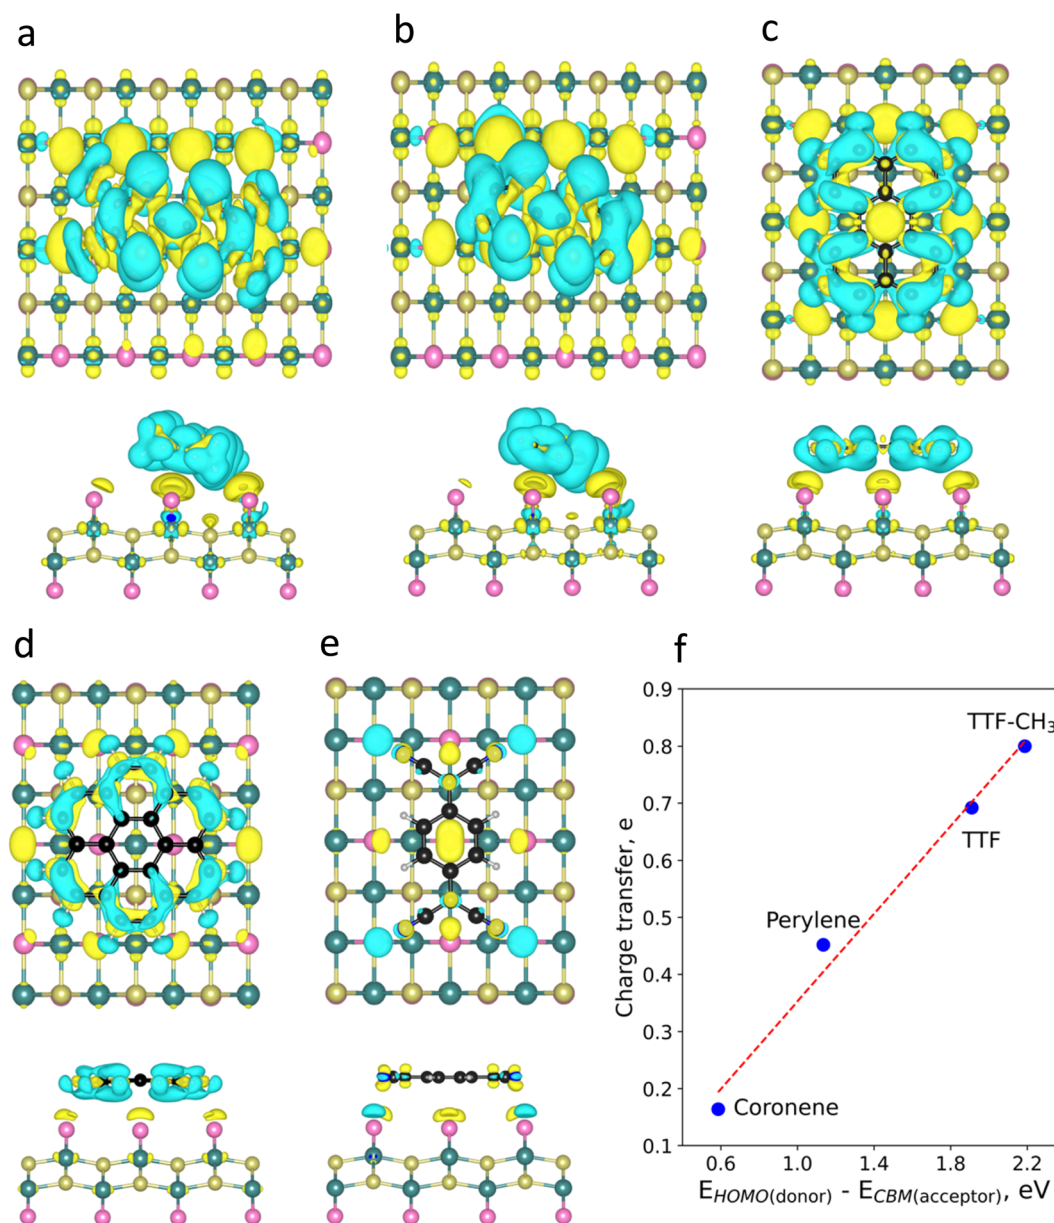 a
b
c
d
e
f
0.9
0.8
0.7
0.6
0.5
0.4
0.3
0.2
0.1
Charge transfer, e
TTF-CH₃
TTF
Perylene
Coronene
0.6
1.0
1.4
1.8
2.2
E_HOMO(donor) - E_CBM(acceptor), eV